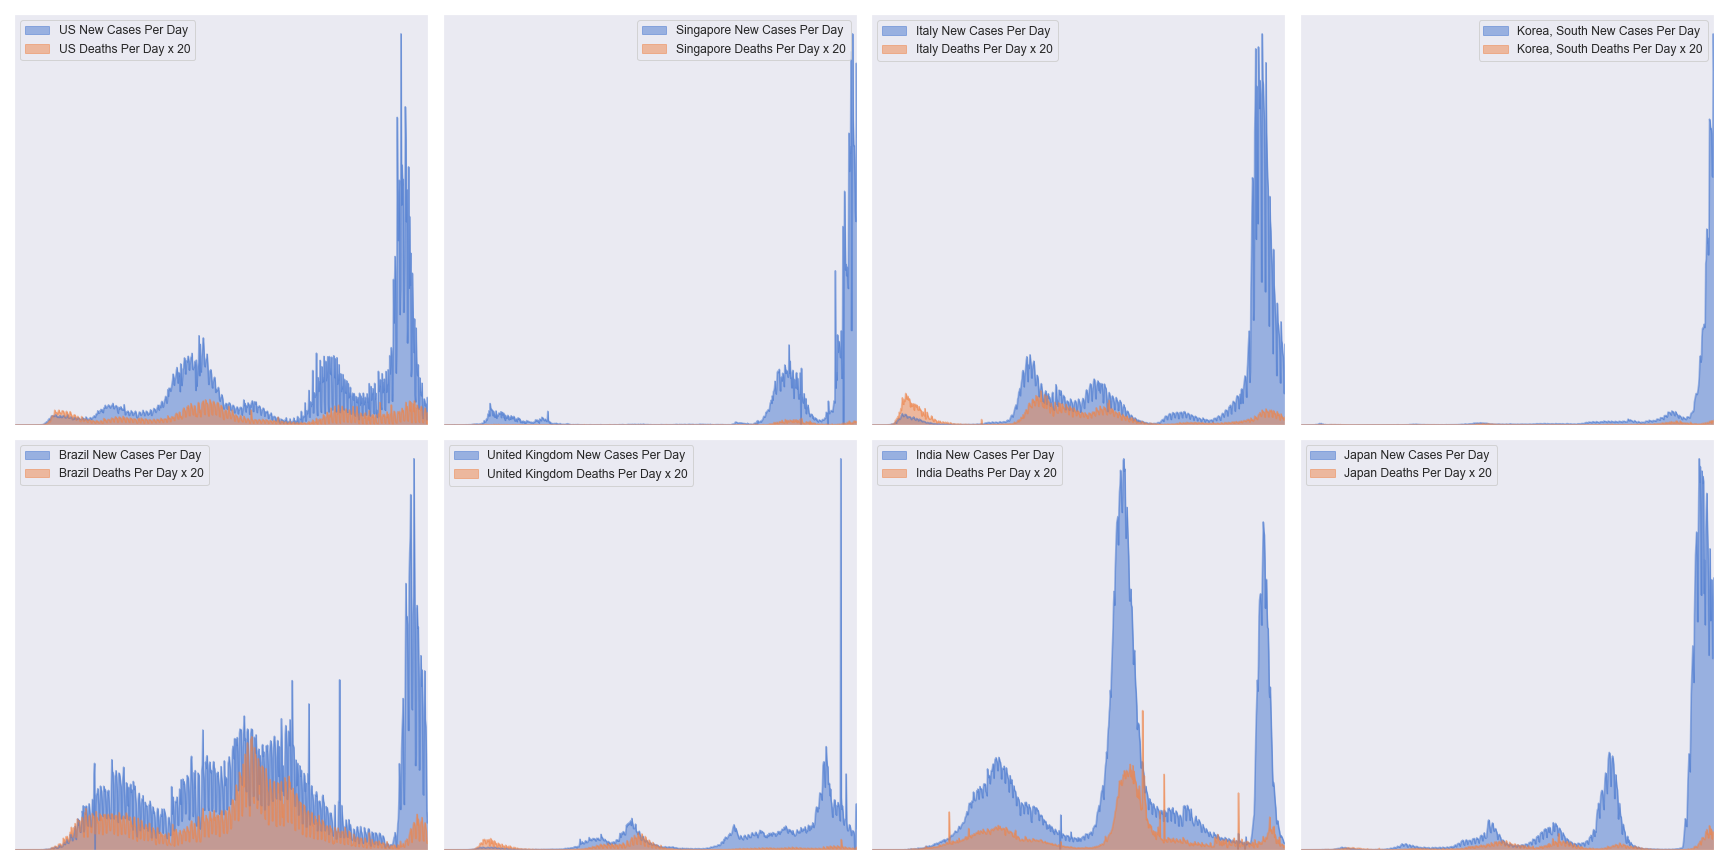 US New Cases Per Day
US Deaths Per Day x 20
Singapore New Cases Per Day
Singapore Deaths Per Day x 20
Italy New Cases Per Day
Italy Deaths Per Day x 20
Korea, South New Cases Per Day
Korea, South Deaths Per Day x 20
Brazil New Cases Per Day
Brazil Deaths Per Day x 20
United Kingdom New Cases Per Day
United Kingdom Deaths Per Day x 20
India New Cases Per Day
India Deaths Per Day x 20
Japan New Cases Per Day
Japan Deaths Per Day x 20